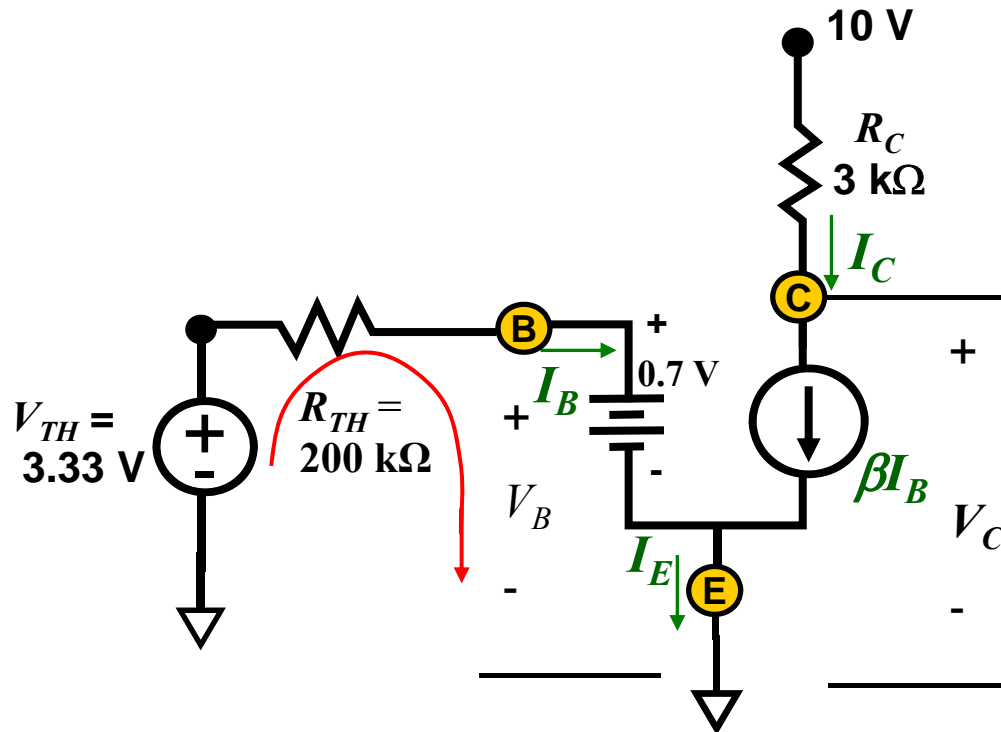 10 V
R_C
3 kΩ
I_C
C
B
+
0.7 V
I_B
+
V_TH =
3.33 V
+
-
R_TH =
200 kΩ
+
-
βI_B
V_B
V_C
I_E
E
-
-